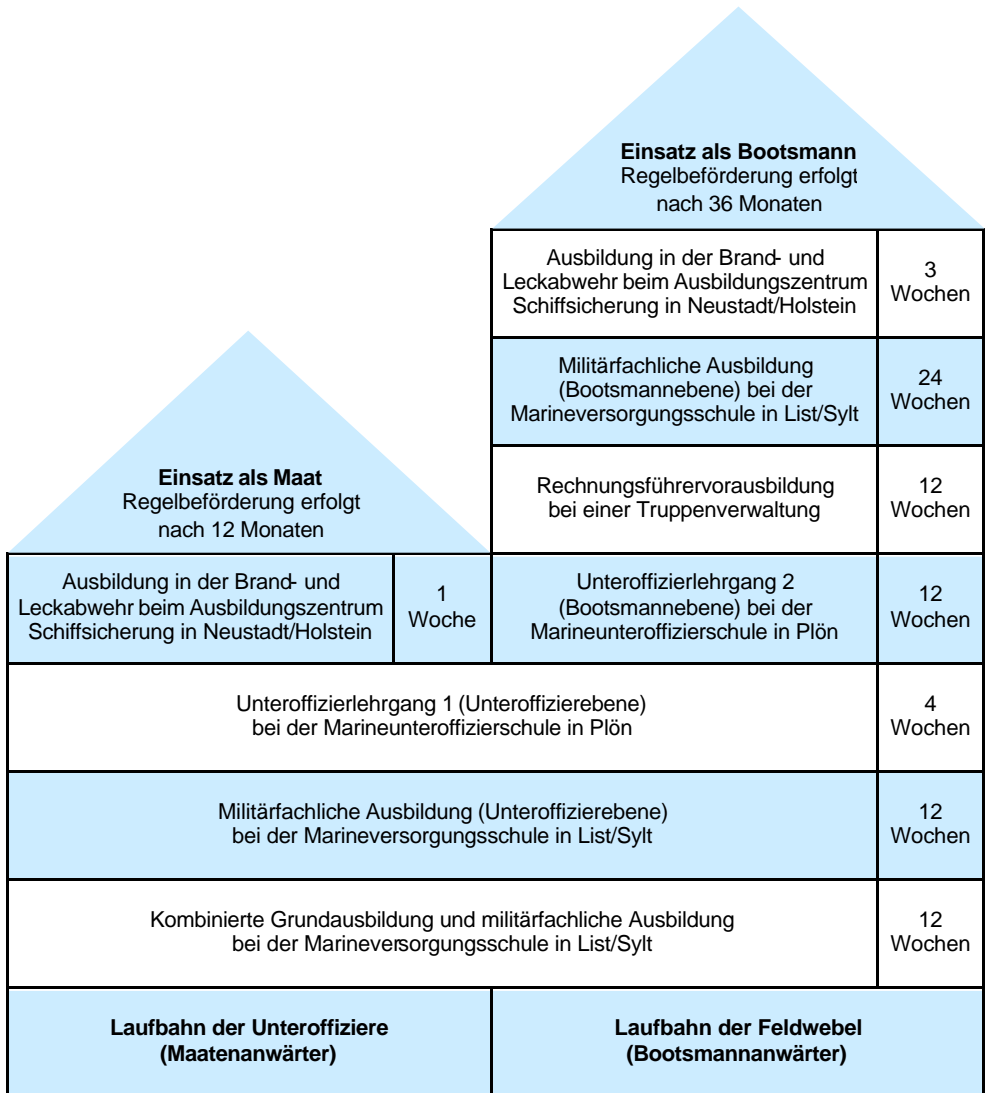 Einsatz als Bootsmann
Regelbeförderung erfolgt
nach 36 Monaten
Ausbildung in der Brand- und
Leckabwehr beim Ausbildungszentrum
Schiffsicherung in Neustadt/Holstein
3
Wochen
Militärfachliche Ausbildung
(Bootsmannebene) bei der
Marineversorgungsschule in List/Sylt
24
Wochen
Einsatz als Maat
Regelbeförderung erfolgt
nach 12 Monaten
Rechnungsführervorausbildung
bei einer Truppenverwaltung
12
Wochen
Ausbildung in der Brand- und
Leckabwehr beim Ausbildungszentrum
Schiffsicherung in Neustadt/Holstein
1
Woche
Unteroffizierlehrgang 2
(Bootsmannebene) bei der
Marineunteroffizierschule in Plön
12
Wochen
Unteroffizierlehrgang 1 (Unteroffizierebene)
bei der Marineunteroffizierschule in Plön
4
Wochen
Militärfachliche Ausbildung (Unteroffizierebene)
bei der Marineversorgungsschule in List/Sylt
12
Wochen
Kombinierte Grundausbildung und militärfachliche Ausbildung
bei der Marineversorgungsschule in List/Sylt
12
Wochen
Laufbahn der Unteroffiziere
(Maatenanwärter)
Laufbahn der Feldwebel
(Bootsmannanwärter)